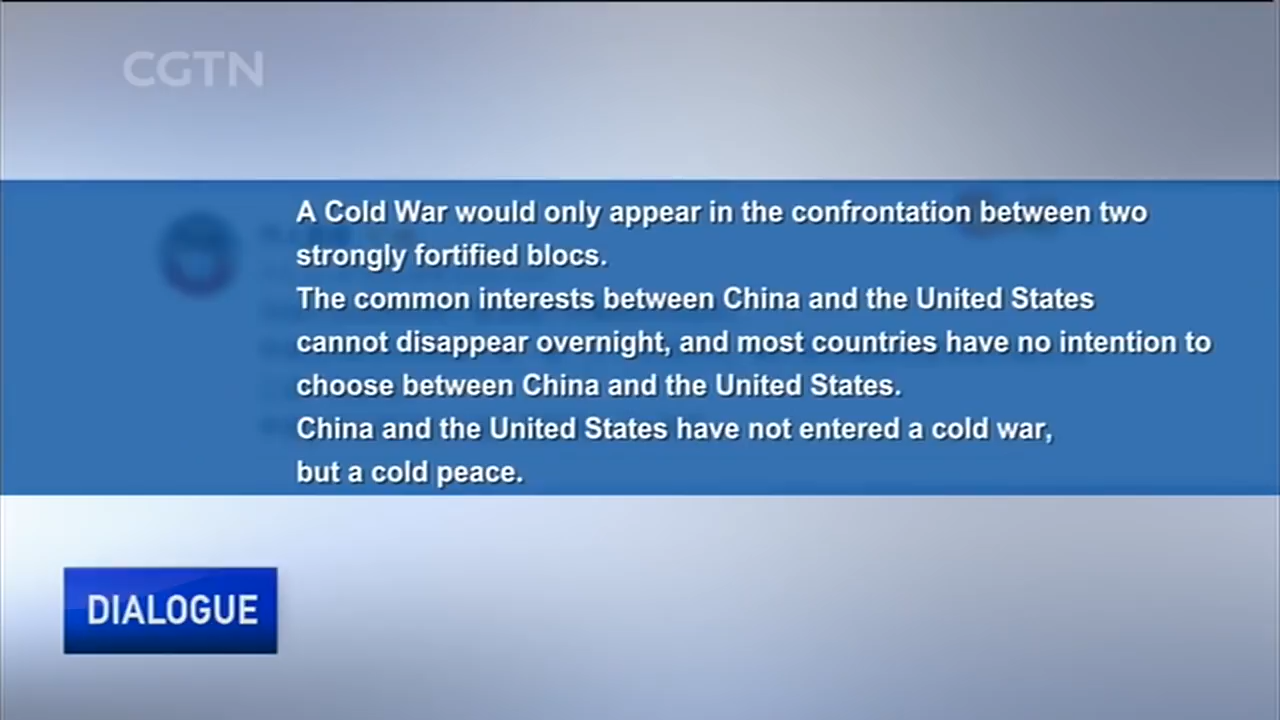 CGTN
A Cold War would only appear in the confrontation between two
strongly fortified blocs.
The common interests between China and the United States
cannot disappear overnight, and most countries have no intention to
choose between China and the United States.
China and the United States have not entered a cold war,
but a cold peace.
DIALOGUE